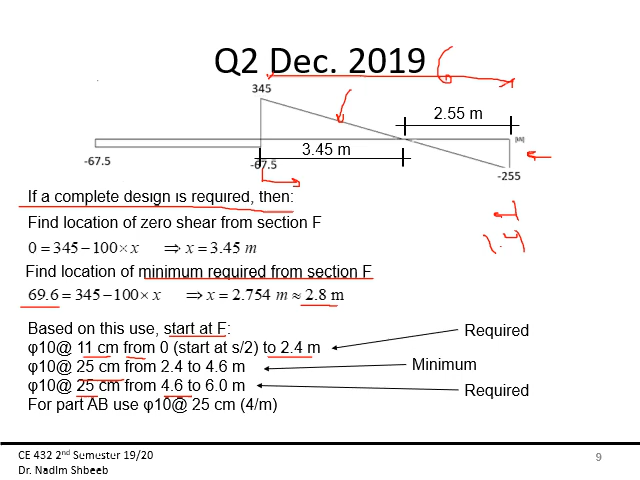 Q2 Dec. 2019
6
345
2.55 m
3.45 m
-67.5
-67.5
-255
If a complete design is required, then:
Find location of zero shear from section F
0 = 345 − 100 × x ⇒ x = 3.45 m
Find location of minimum required from section F
69.6 = 345 − 100 × x ⇒ x = 2.754 m ≈ 2.8 m
Based on this use, start at F:
φ10@ 11 cm from 0 (start at s/2) to 2.4 m
Required
φ10@ 25 cm from 2.4 to 4.6 m
Minimum
φ10@ 25 cm from 4.6 to 6.0 m
Required
For part AB use φ10@ 25 cm (4/m)
CE 432 2nd Semester 19/20
Dr. Nadim Shbeeb
9